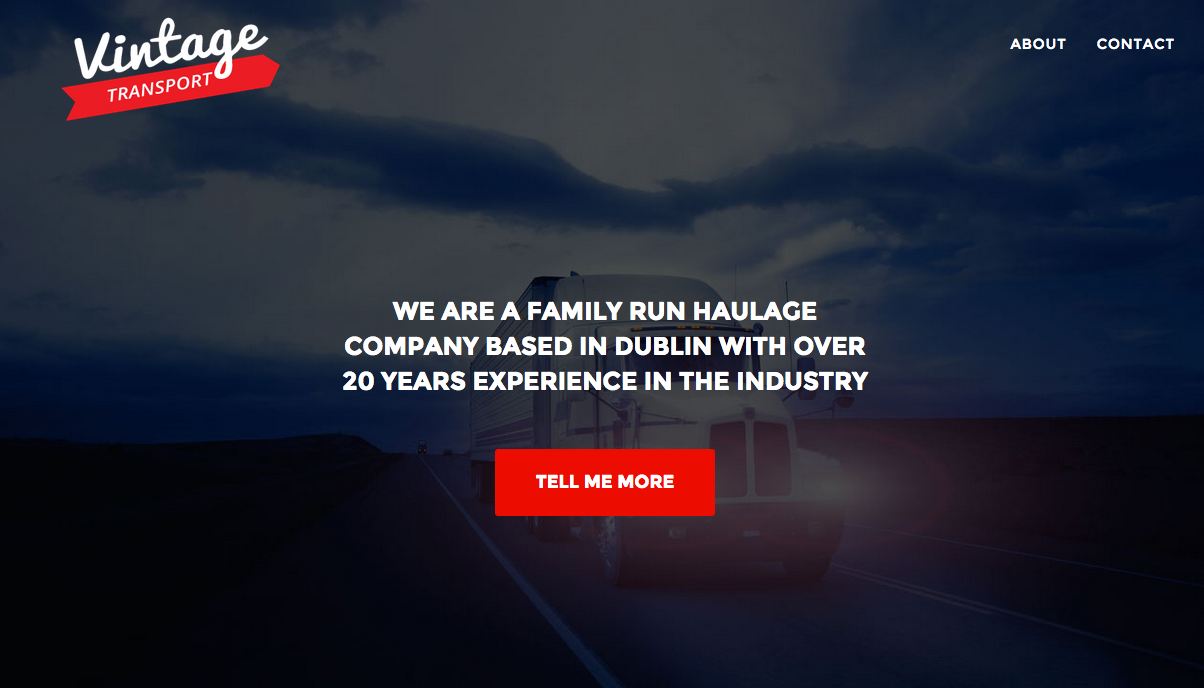 Vintage
TRANSPORT
ABOUT
CONTACT
WE ARE A FAMILY RUN HAULAGE
COMPANY BASED IN DUBLIN WITH OVER
20 YEARS EXPERIENCE IN THE INDUSTRY
TELL ME MORE